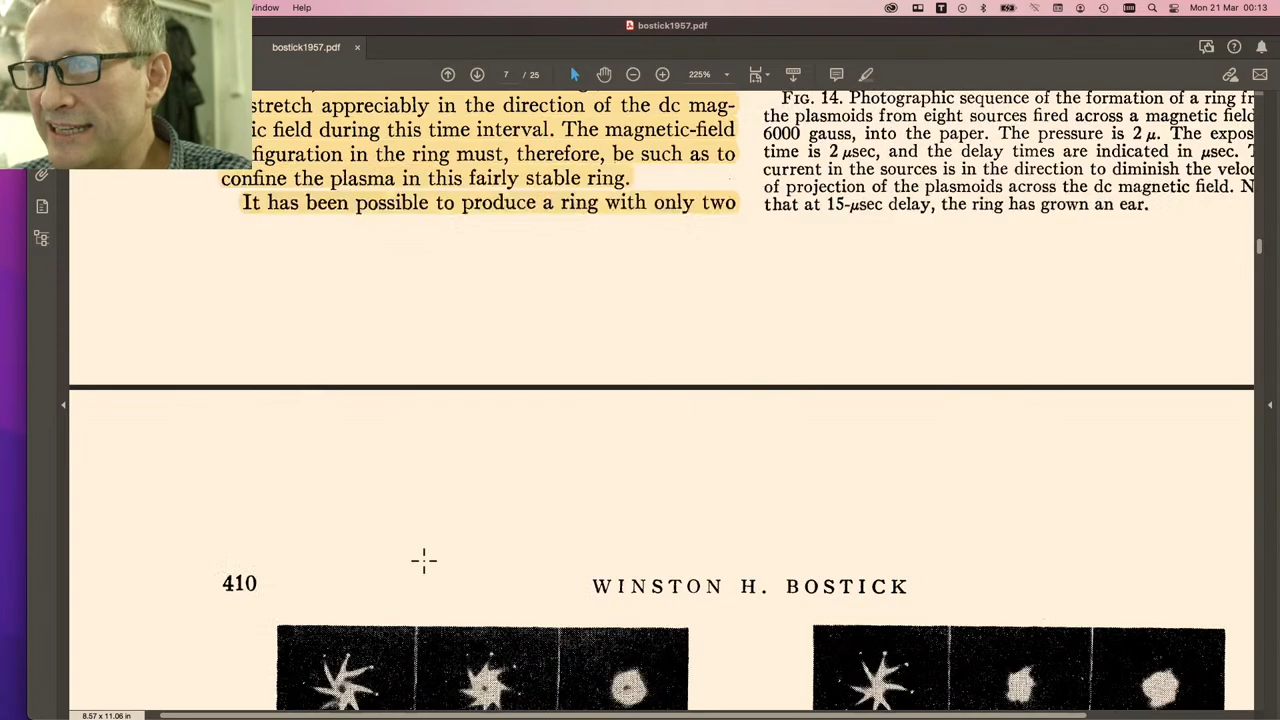 Window Help
Mon 21 Mar 00:13
bostick1957.pdf
bostick1957.pdf
7 / 25
225%
stretch appreciably in the direction of the dc mag-
ic field during this time interval. The magnetic-field
figuration in the ring must, therefore, be such as to
confine the plasma in this fairly stable ring.
It has been possible to produce a ring with only two
FIG. 14. Photographic sequence of the formation of a ring fr
the plasmoids from eight sources fired across a magnetic field
6000 gauss, into the paper. The pressure is 2 μ. The expos
time is 2 μsec, and the delay times are indicated in μsec. T
current in the sources is in the direction to diminish the veloc
of projection of the plasmoids across the dc magnetic field. N
that at 15-μsec delay, the ring has grown an ear.
410
WINSTON H. BOSTICK
8.57 x 11.06 in